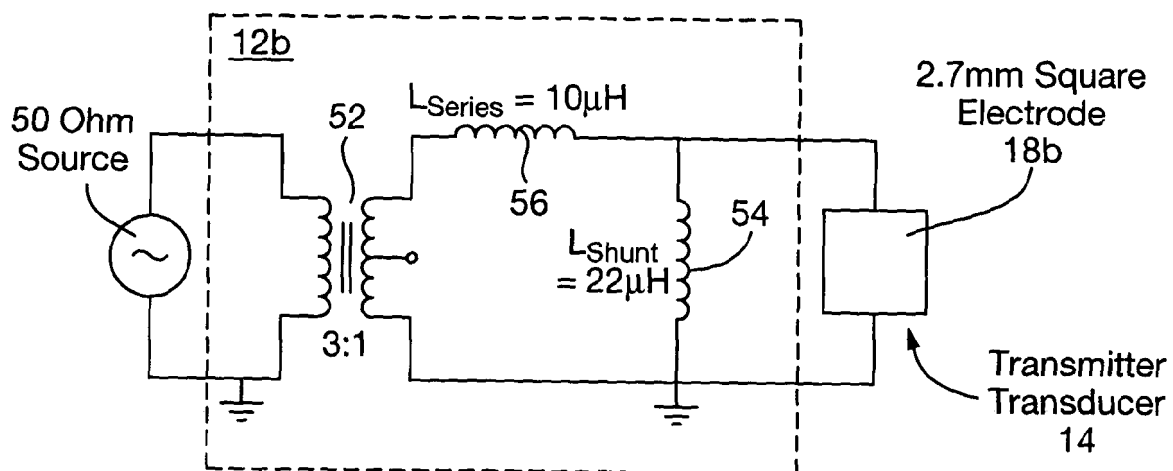 12b
50 Ohm
Source
52
L_Series = 10µH
56
2.7mm Square
Electrode
18b
L_Shunt
= 22µH
54
3:1
Transmitter
Transducer
14